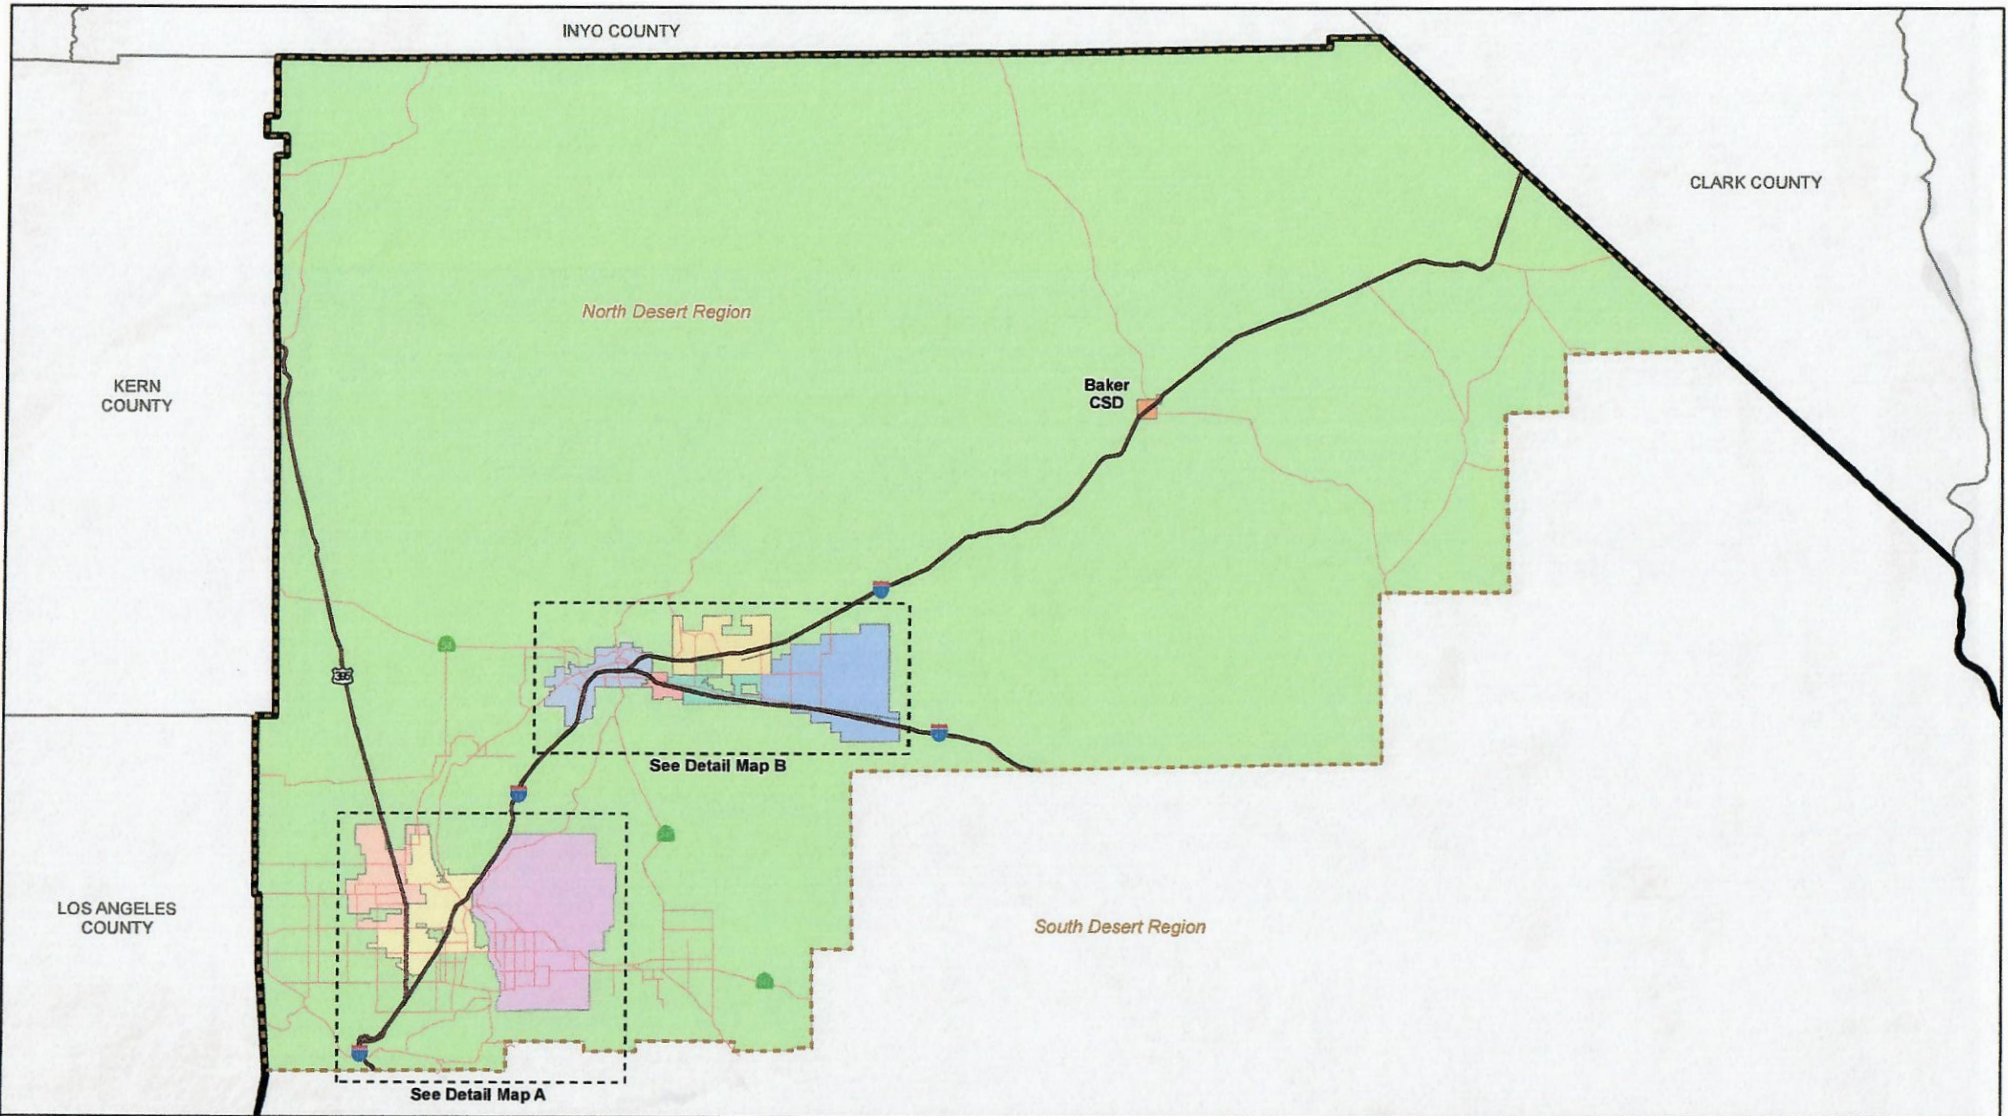 INYO COUNTY
CLARK COUNTY
North Desert Region
KERN
COUNTY
Baker
CSD
395
See Detail Map B
LOS ANGELES
COUNTY
South Desert Region
See Detail Map A